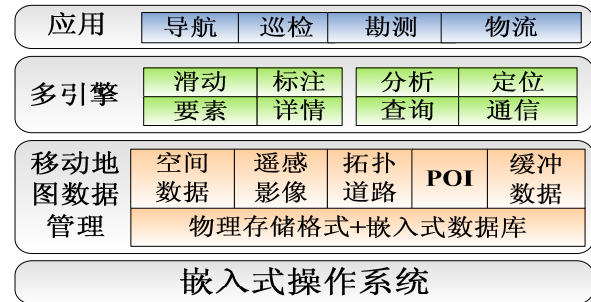 应用 导航 巡检 勘测 物流
多引擎
滑动 标注 分析 定位
要素 详情 查询 通信
移动地图数据管理
空间数据 遥感影像 拓扑道路 POI 缓冲数据
物理存储格式+嵌入式数据库
嵌入式操作系统